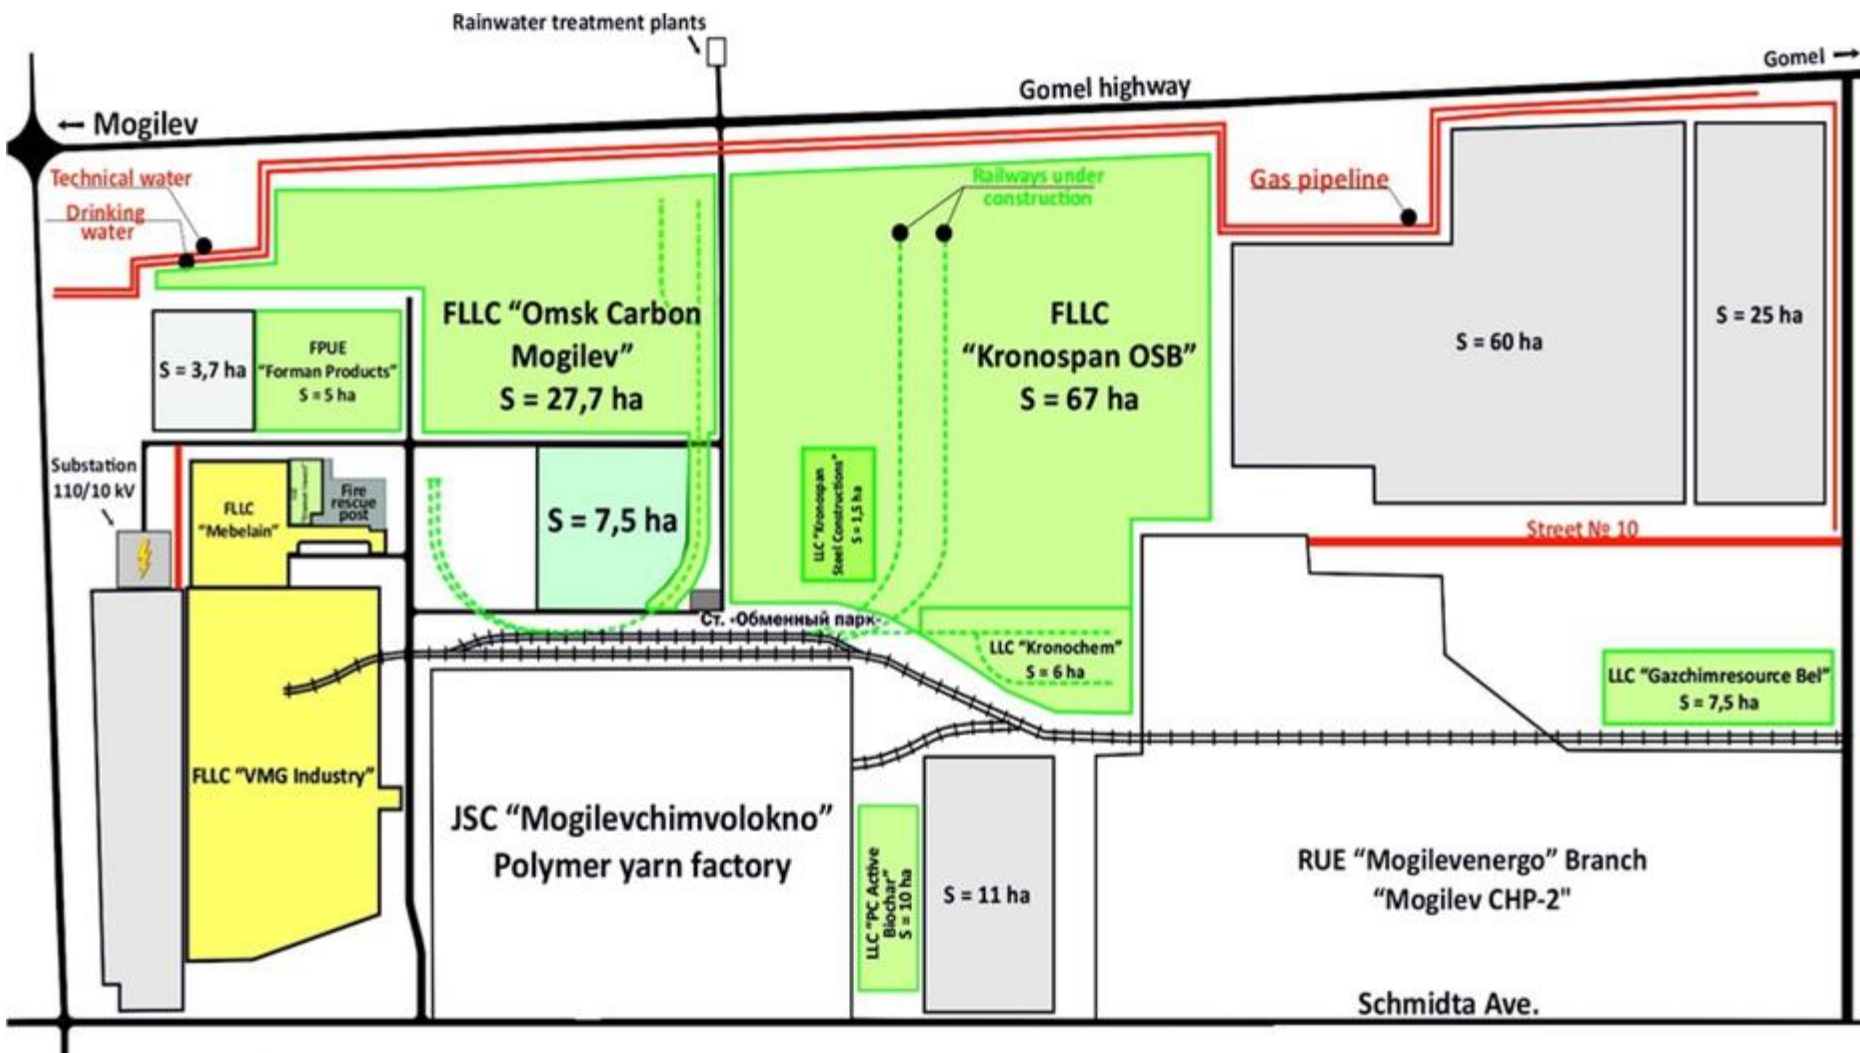 Rainwater treatment plants
Gomel →
Gomel highway
← Mogilev
Technical water
Drinking
water
Railways under
construction
Gas pipeline
FLLC “Omsk Carbon
Mogilev”
S = 27,7 ha
FLLC
“Kronospan OSB”
S = 67 ha
S = 60 ha
S = 25 ha
S = 3,7 ha
FPUE
“Forman Products”
S = 5 ha
Substation
110/10 kV
FLLC
“Mebelain”
Fire
rescue
post
S = 7,5 ha
LLC “Kronospan
Steel Constructions”
S = 1,5 ha
Street № 10
Ст. «Обменный парк»
LLC “Kronochem”
S = 6 ha
LLC “Gazchimresource Bel”
S = 7,5 ha
FLLC “VMG Industry”
JSC “Mogilevchimvolokno”
Polymer yarn factory
LLC “PC Active
Biochar”
S = 10 ha
S = 11 ha
RUE “Mogilevenergo” Branch
“Mogilev CHP-2"
Schmidta Ave.